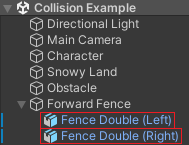 Collision Example
Directional Light
Main Camera
Character
Snowy Land
Obstacle
Forward Fence
Fence Double (Left)
Fence Double (Right)